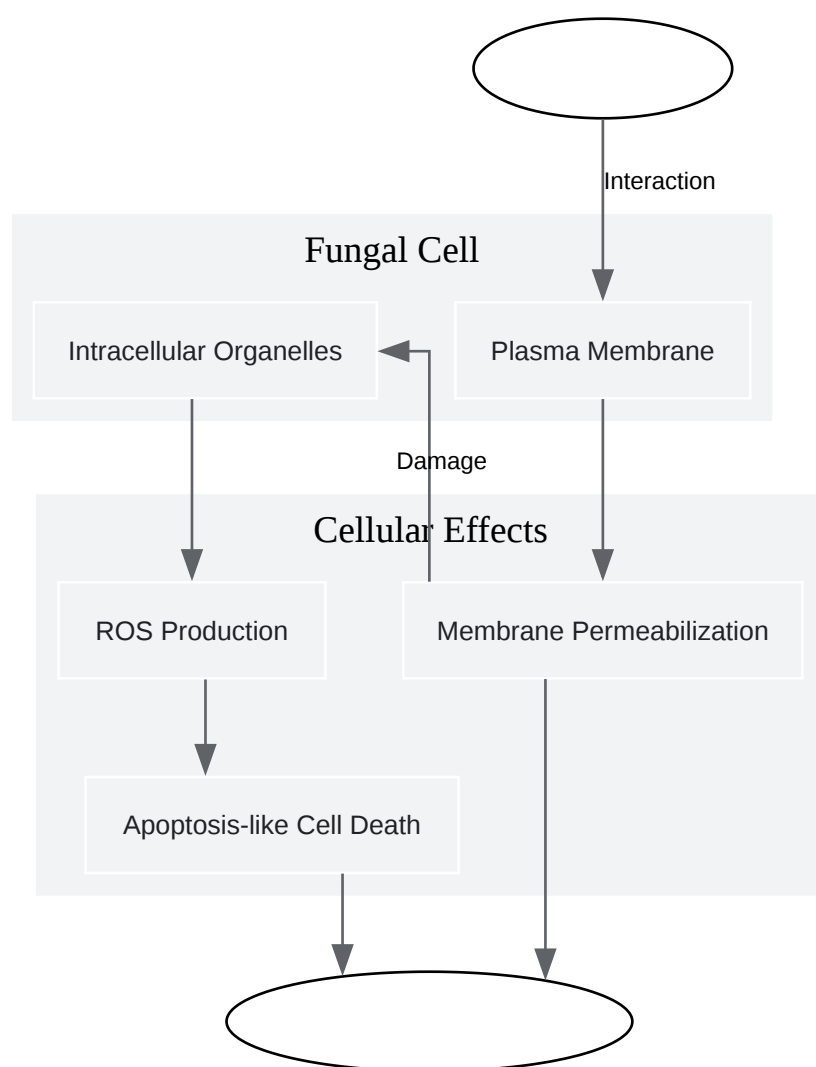 Interaction
Fungal Cell
Intracellular Organelles
Plasma Membrane
Damage
Cellular Effects
ROS Production
Membrane Permeabilization
Apoptosis-like Cell Death